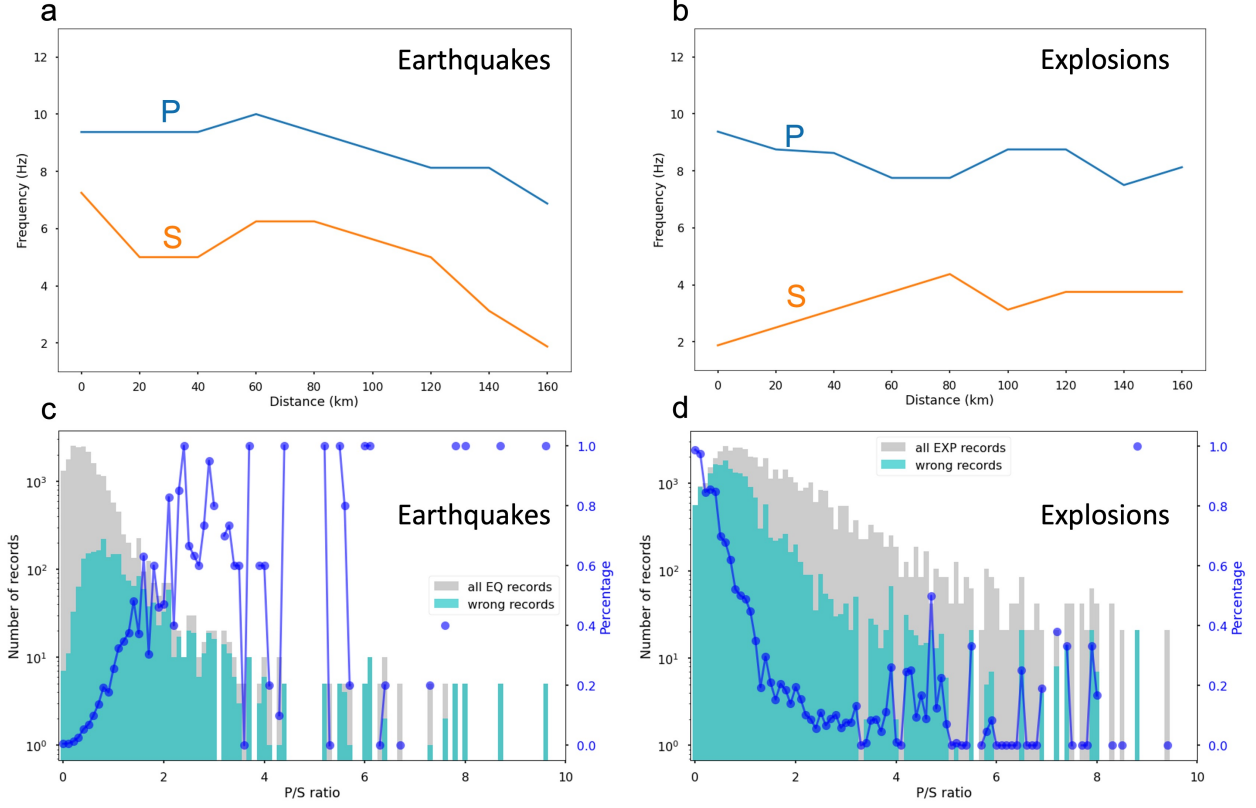 a
Earthquakes
12
10
8
6
4
2
Frequency (Hz)
P
S
0 20 40 60 80 100 120 140 160
Distance (km)
b
Explosions
12
10
8
6
4
2
Frequency (Hz)
P
S
0 20 40 60 80 100 120 140 160
Distance (km)
c
Earthquakes
all EQ records
wrong records
10³
10²
10¹
10⁰
Number of records
1.0
0.8
0.6
0.4
0.2
0.0
Percentage
0 2 4 6 8 10
P/S ratio
d
all EXP records
wrong records
Explosions
10³
10²
10¹
10⁰
Number of records
1.0
0.8
0.6
0.4
0.2
0.0
Percentage
0 2 4 6 8 10
P/S ratio